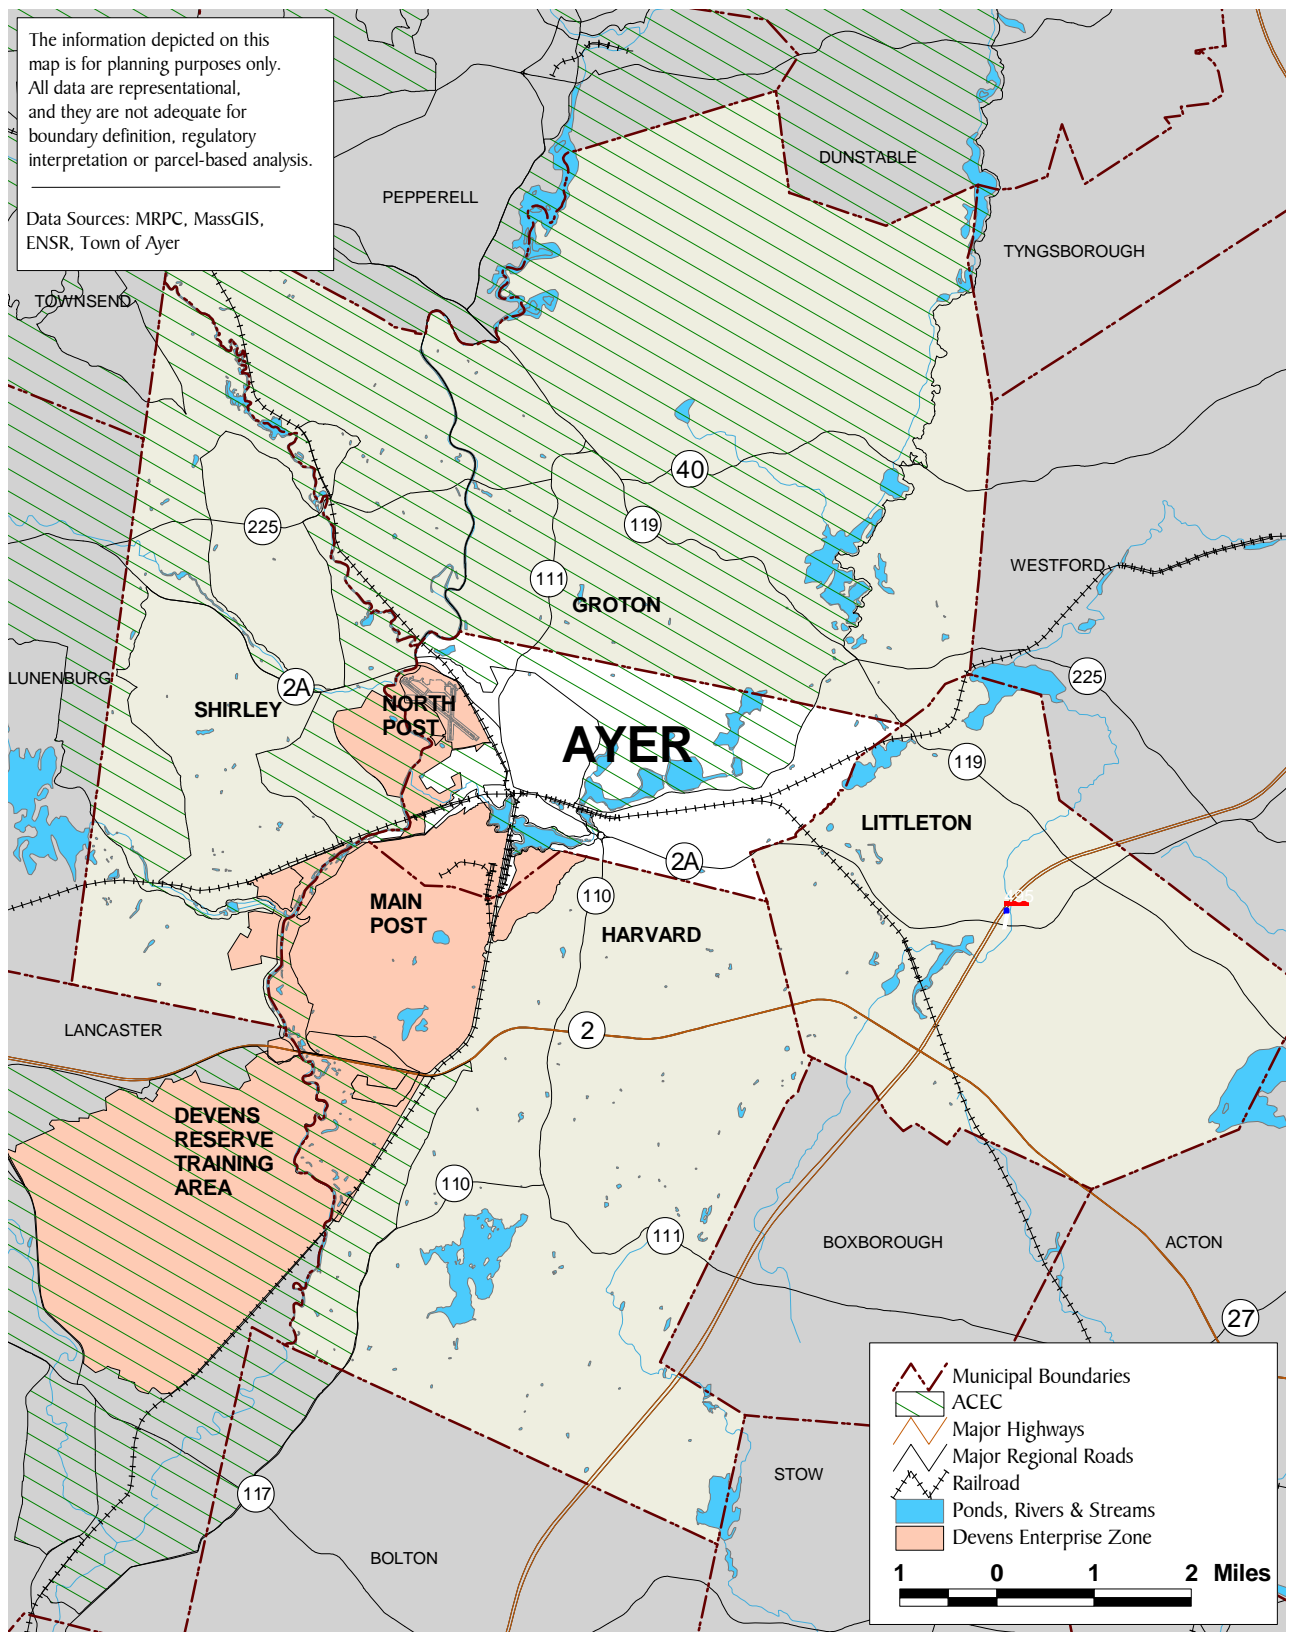 The information depicted on this
map is for planning purposes only.
All data are representational,
and they are not adequate for
boundary definition, regulatory
interpretation or parcel-based analysis.
Data Sources: MRPC, MassGIS,
ENSR, Town of Ayer
DUNSTABLE
PEPPERELL
TYNGSBOROUGH
TOWNSEND
40
119
225
WESTFORD
111
GROTON
LUNENBURG
2A
225
SHIRLEY
NORTH
POST
AYER
119
LITTLETON
2A
110
MAIN
POST
HARVARD
LANCASTER
2
DEVENS
RESERVE
TRAINING
AREA
110
111
BOXBOROUGH
ACTON
27
STOW
117
BOLTON
Municipal Boundaries
ACEC
Major Highways
Major Regional Roads
Railroad
Ponds, Rivers & Streams
Devens Enterprise Zone
1 0 1 2 Miles